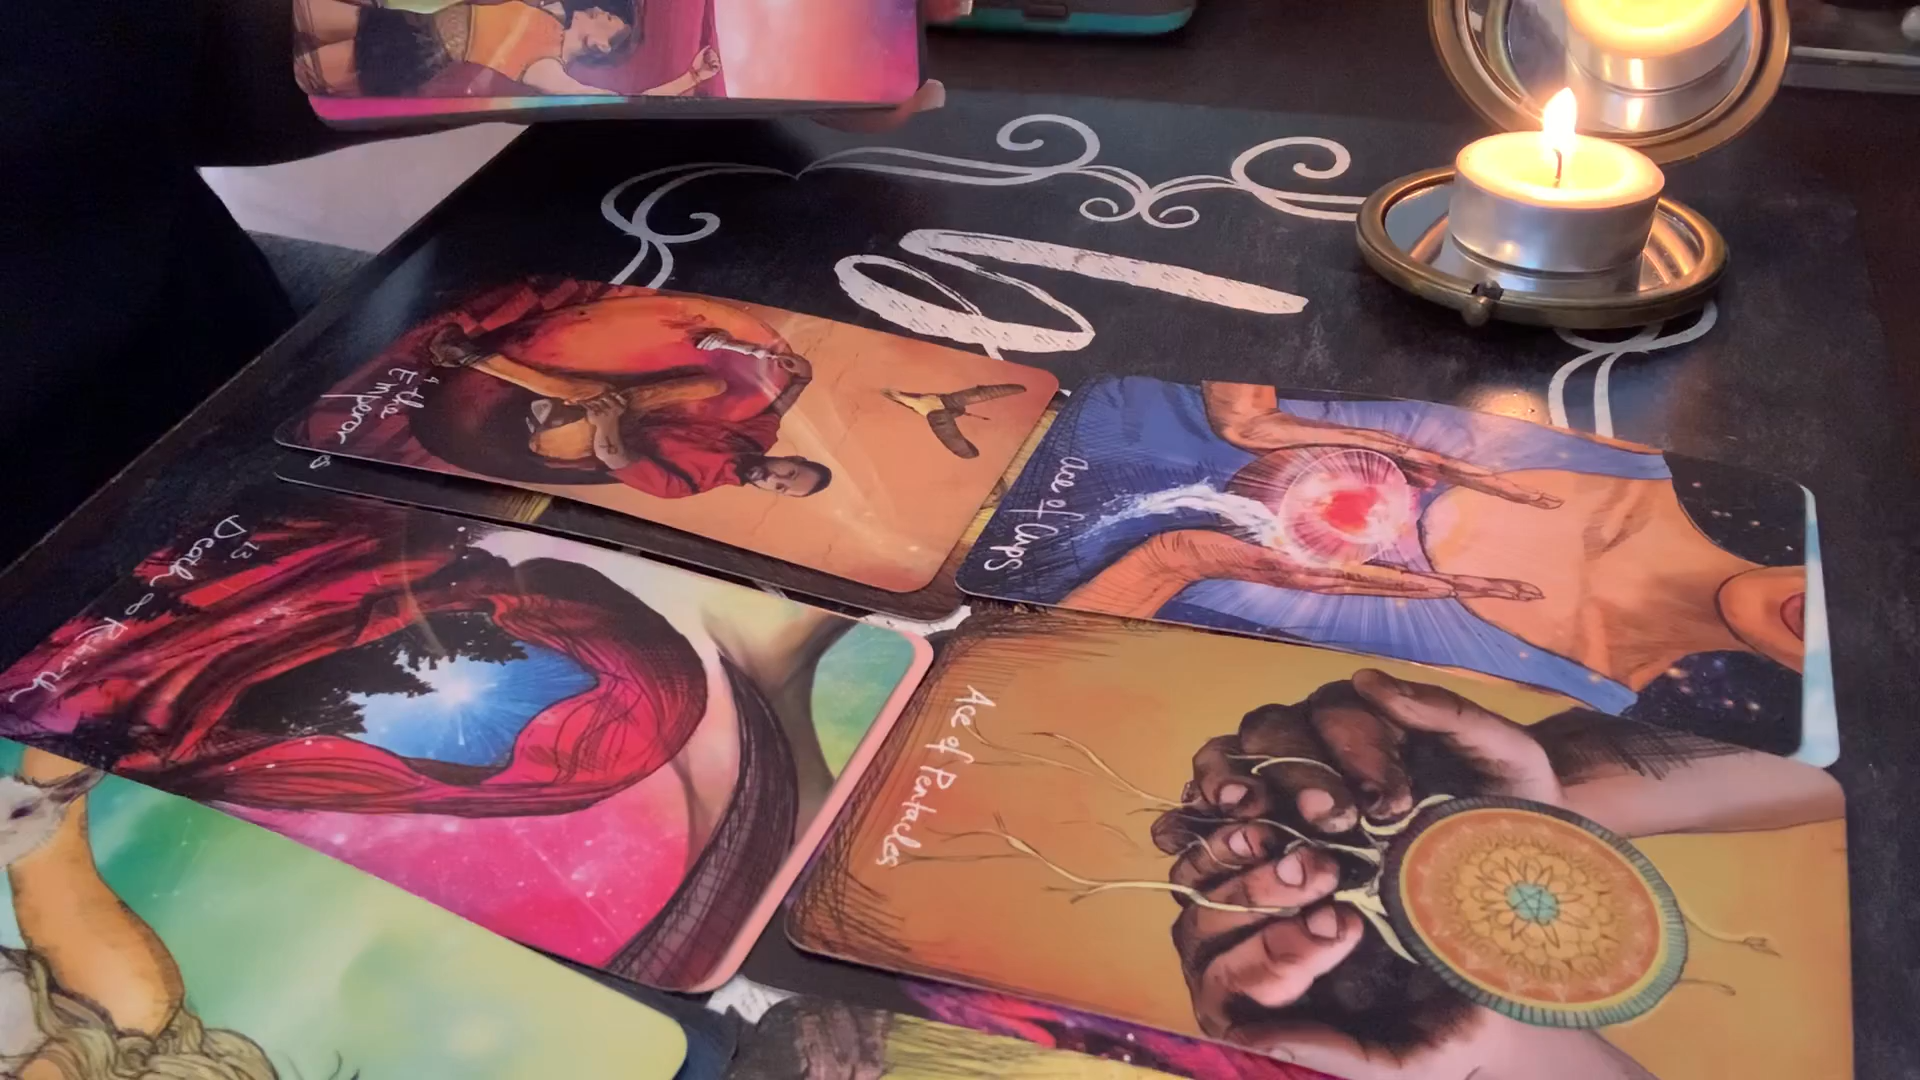 4 the
Emperor
Ace of Cups
13
Death & Rebirth
Ace of Pentacles